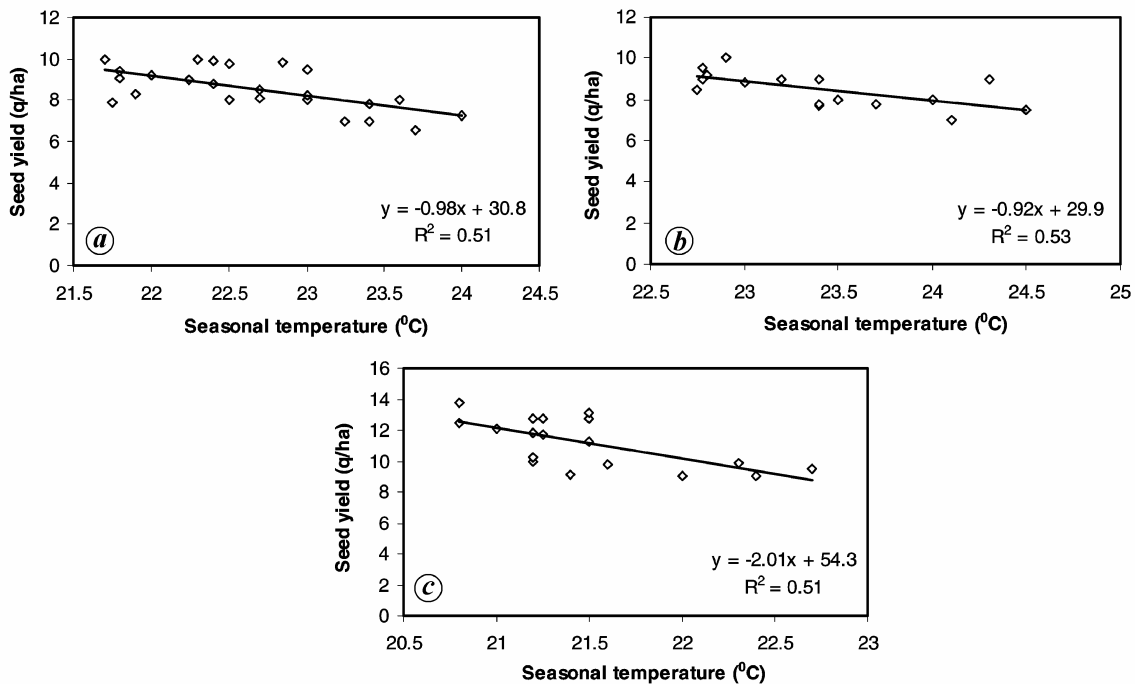 12
10
8
6
4
2
0
Seed yield (q/ha)
y = -0.98x + 30.8
R² = 0.51
a
21.5 22 22.5 23 23.5 24 24.5
Seasonal temperature (⁰C)
12
10
8
6
4
2
0
Seed yield (q/ha)
y = -0.92x + 29.9
R² = 0.53
b
22.5 23 23.5 24 24.5 25
Seasonal temperature (⁰C)
16
14
12
10
8
6
4
2
0
Seed yield (q/ha)
y = -2.01x + 54.3
R² = 0.51
c
20.5 21 21.5 22 22.5 23
Seasonal temperature (⁰C)